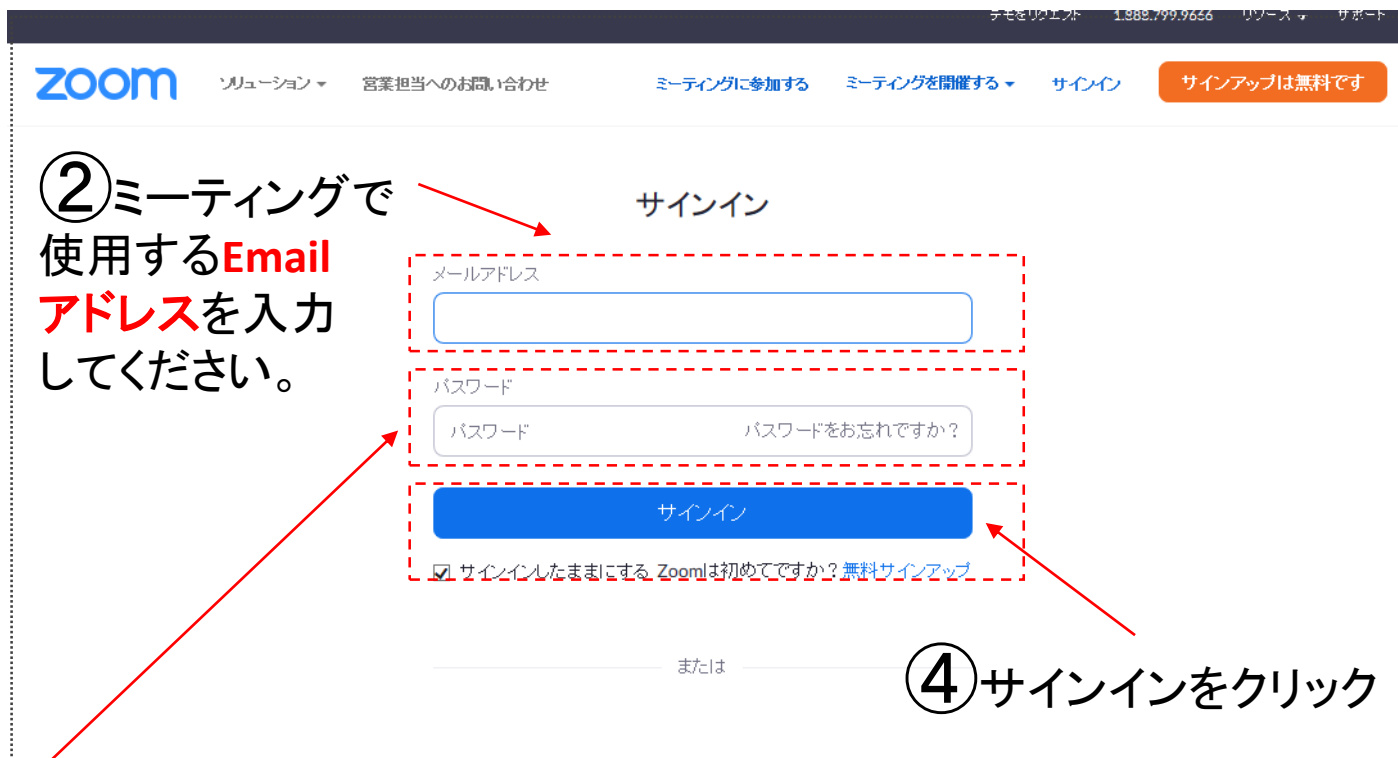 デモをリクエスト 1.888.799.9666 リソース サポート
zoom ソリューション 営業担当へのお問い合わせ ミーティングに参加する ミーティングを開催する サインイン サインアップは無料です
②ミーティングで
使用するEmail
アドレスを入力
してください。
サインイン
メールアドレス
パスワード
パスワード パスワードをお忘れですか?
サインイン
サインインしたままにする Zoomは初めてですか?無料サインアップ
または
④サインインをクリック